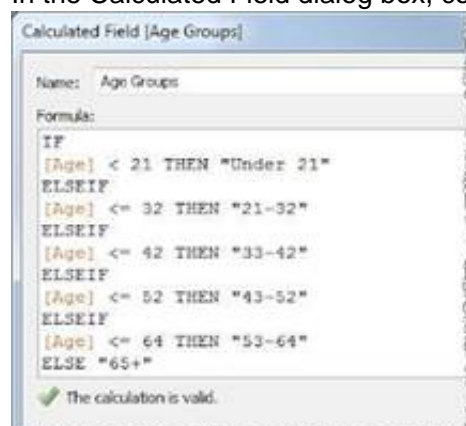 In the Calculated Field dialog box,
Calculated Field [Age Groups]
Name: Age Groups
Formula:
IF
[Age] < 21 THEN "Under 21"
ELSEIF
[Age] <= 32 THEN "21-32"
ELSEIF
[Age] <= 42 THEN "33-42"
ELSEIF
[Age] <= 52 THEN "43-52"
ELSEIF
[Age] <= 64 THEN "53-64"
ELSE "65+"
The calculation is valid.